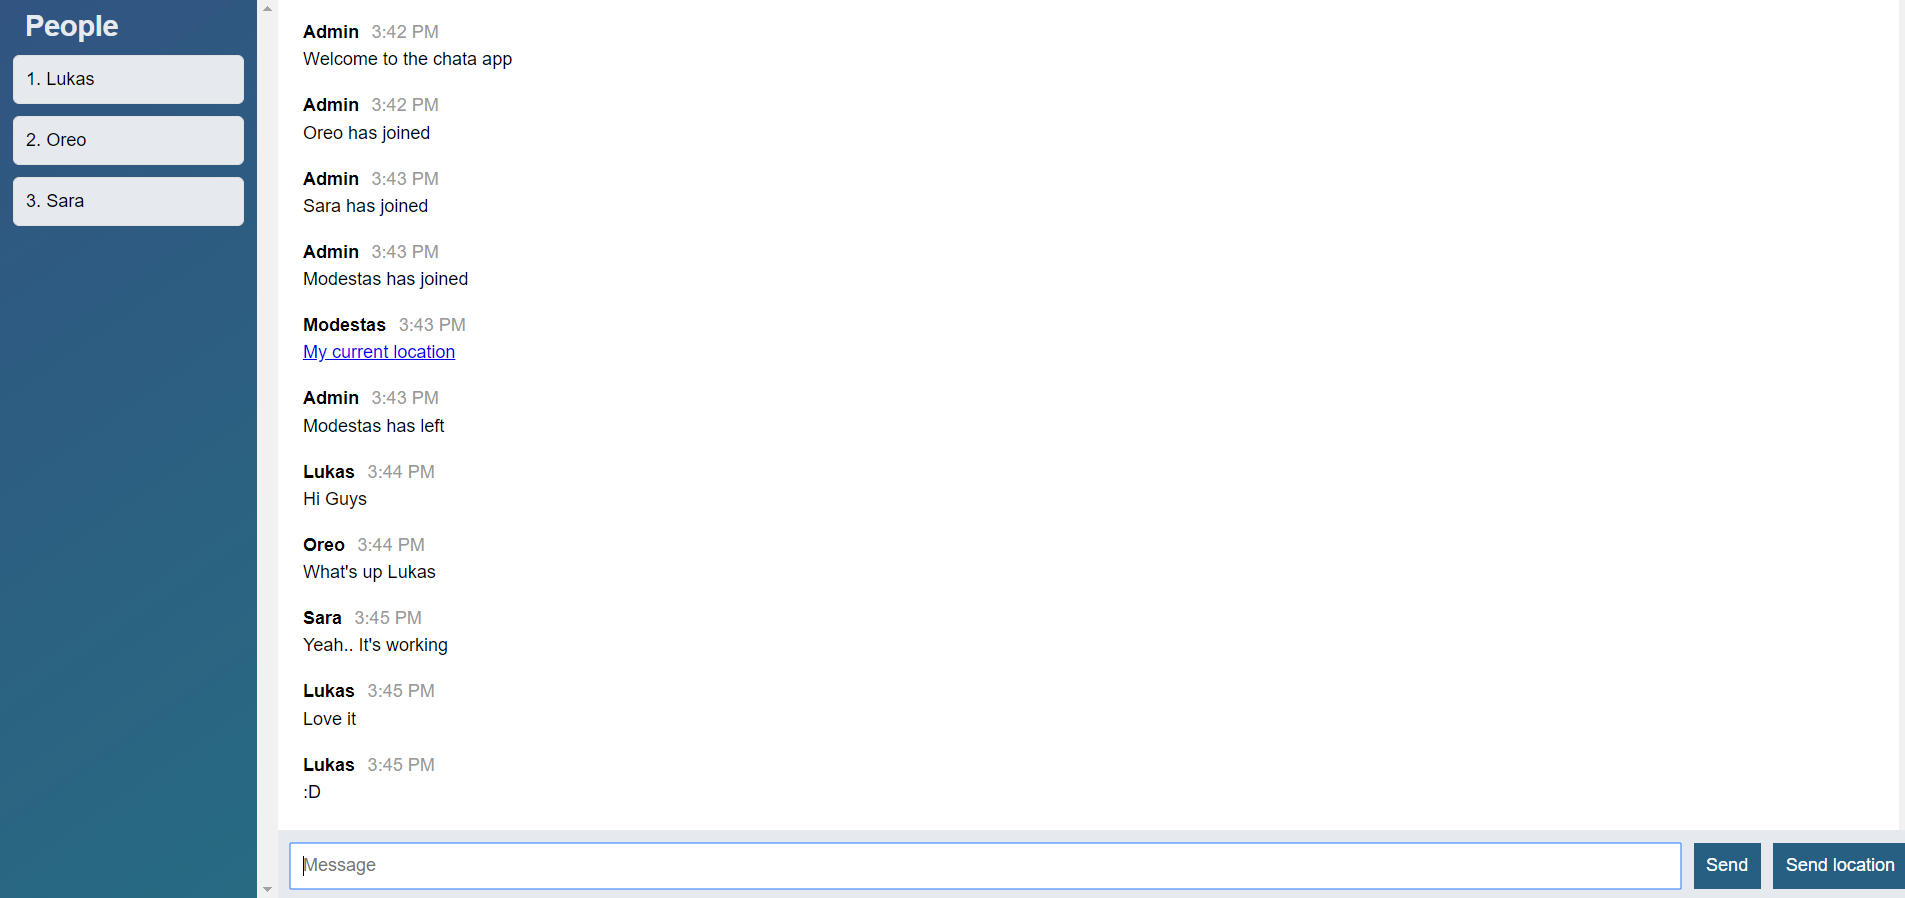 People
1. Lukas
2. Oreo
3. Sara
Admin 3:42 PM
Welcome to the chata app
Admin 3:42 PM
Oreo has joined
Admin 3:43 PM
Sara has joined
Admin 3:43 PM
Modestas has joined
Modestas 3:43 PM
My current location
Admin 3:43 PM
Modestas has left
Lukas 3:44 PM
Hi Guys
Oreo 3:44 PM
What's up Lukas
Sara 3:45 PM
Yeah.. It's working
Lukas 3:45 PM
Love it
Lukas 3:45 PM
:D
Message
Send
Send location